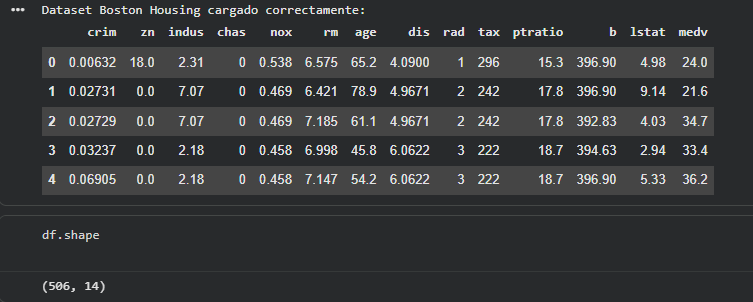 ••• Dataset Boston Housing cargado correctamente:
crim zn indus chas nox rm age dis rad tax ptratio b lstat medv
0 0.00632 18.0 2.31 0 0.538 6.575 65.2 4.0900 1 296 15.3 396.90 4.98 24.0
1 0.02731 0.0 7.07 0 0.469 6.421 78.9 4.9671 2 242 17.8 396.90 9.14 21.6
2 0.02729 0.0 7.07 0 0.469 7.185 61.1 4.9671 2 242 17.8 392.83 4.03 34.7
3 0.03237 0.0 2.18 0 0.458 6.998 45.8 6.0622 3 222 18.7 394.63 2.94 33.4
4 0.06905 0.0 2.18 0 0.458 7.147 54.2 6.0622 3 222 18.7 396.90 5.33 36.2
df.shape
(506, 14)